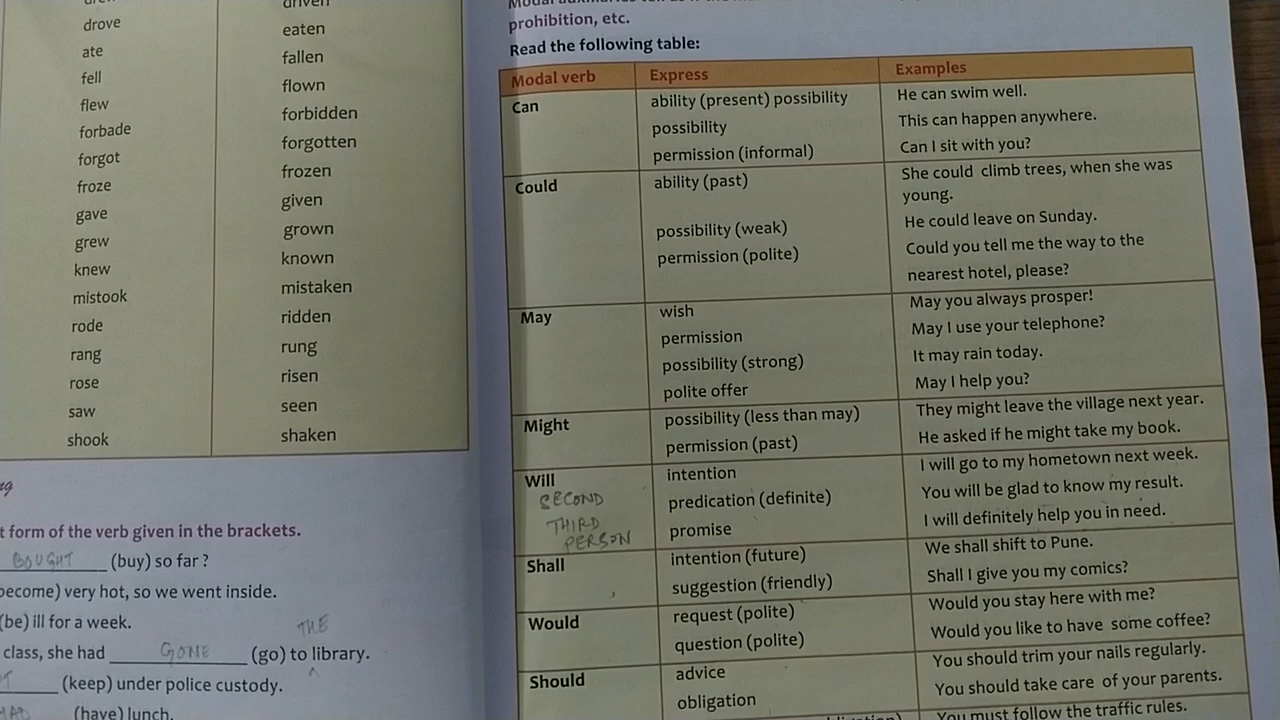 drove eaten
ate fallen
fell flown
flew forbidden
forbade forgotten
forgot frozen
froze given
gave grown
grew known
knew mistaken
mistook ridden
rode rung
rang risen
rose seen
saw shaken
shook
form of the verb given in the brackets.
BOUGHT (buy) so far ?
become) very hot, so we went inside.
(be) ill for a week.
THE
class, she had GONE (go) to library.
(keep) under police custody.
(have) lunch.
prohibition, etc.
Read the following table:
Modal verb Express Examples
Can ability (present) possibility He can swim well.
possibility This can happen anywhere.
permission (informal) Can I sit with you?
Could ability (past) She could climb trees, when she was
young.
possibility (weak) He could leave on Sunday.
permission (polite) Could you tell me the way to the
nearest hotel, please?
May wish May you always prosper!
permission May I use your telephone?
possibility (strong) It may rain today.
polite offer May I help you?
Might possibility (less than may) They might leave the village next year.
permission (past) He asked if he might take my book.
Will intention I will go to my hometown next week.
SECOND predication (definite) You will be glad to know my result.
THIRD promise I will definitely help you in need.
PERSON
Shall intention (future) We shall shift to Pune.
suggestion (friendly) Shall I give you my comics?
Would request (polite) Would you stay here with me?
question (polite) Would you like to have some coffee?
Should advice You should trim your nails regularly.
obligation You should take care of your parents.
You must follow the traffic rules.